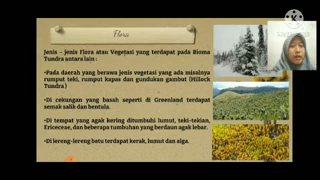 Flora
Jenis - jenis flora atau Vegetasi yang terdapat pada Bioma
Tundra antara lain :
•Pada daerah yang berawa jenis vegetasi yang ada misalnya
rumput teki, rumput kapas dan gundukan gambut (Hillock
Tundra )
•Di cekungan yang basah seperti di Greenland terdapat
semak salik dan bentula.
•Di tempat yang agak kering ditumbuhi lumut, teki-tekian,
Ericeceae, dan beberapa tumbuhan yang berdaun agak lebar.
•Di lereng-lereng batu terdapat kerak, lumut dan alga.